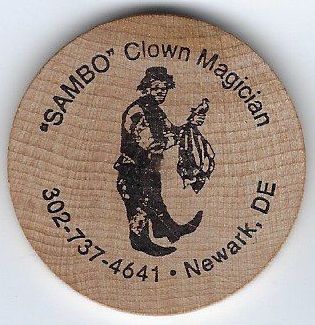 "SAMBO" Clown Magician
302-737-4641 • Newark, DE